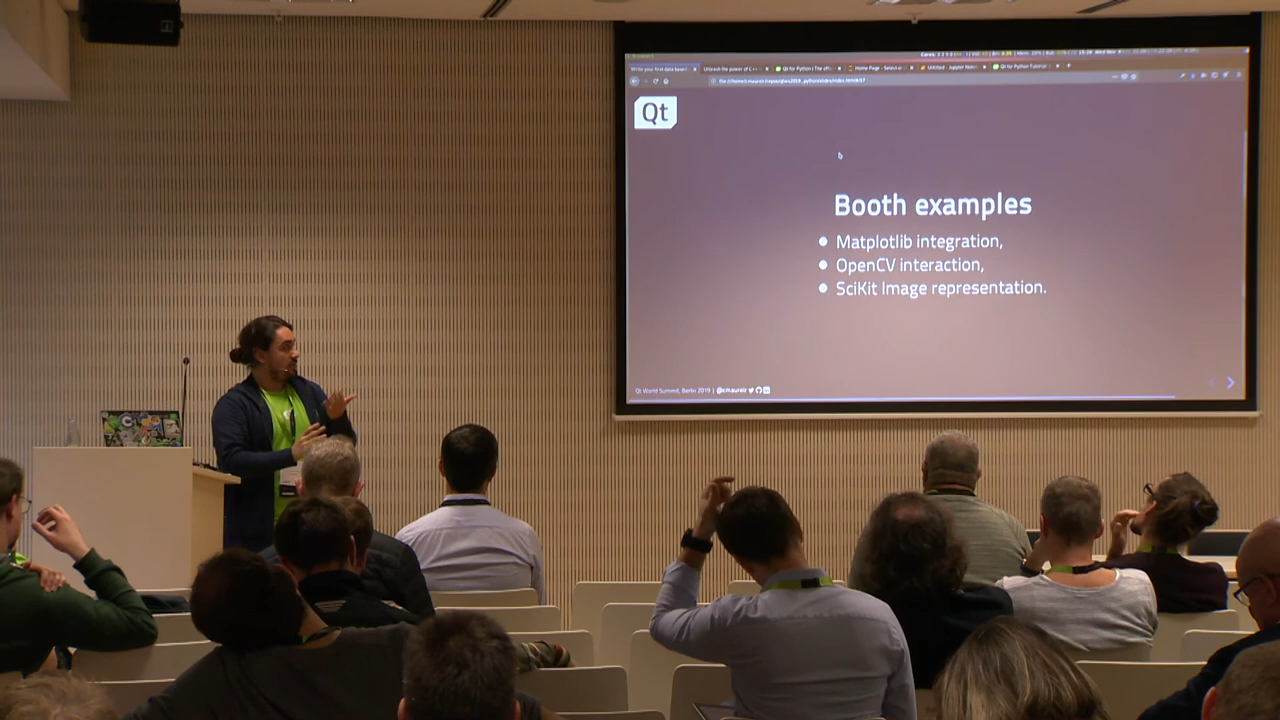 Qt
Booth examples
Matplotlib integration,
OpenCV interaction,
SciKit Image representation.
Qt World Summit, Berlin 2019 | @cmaureir